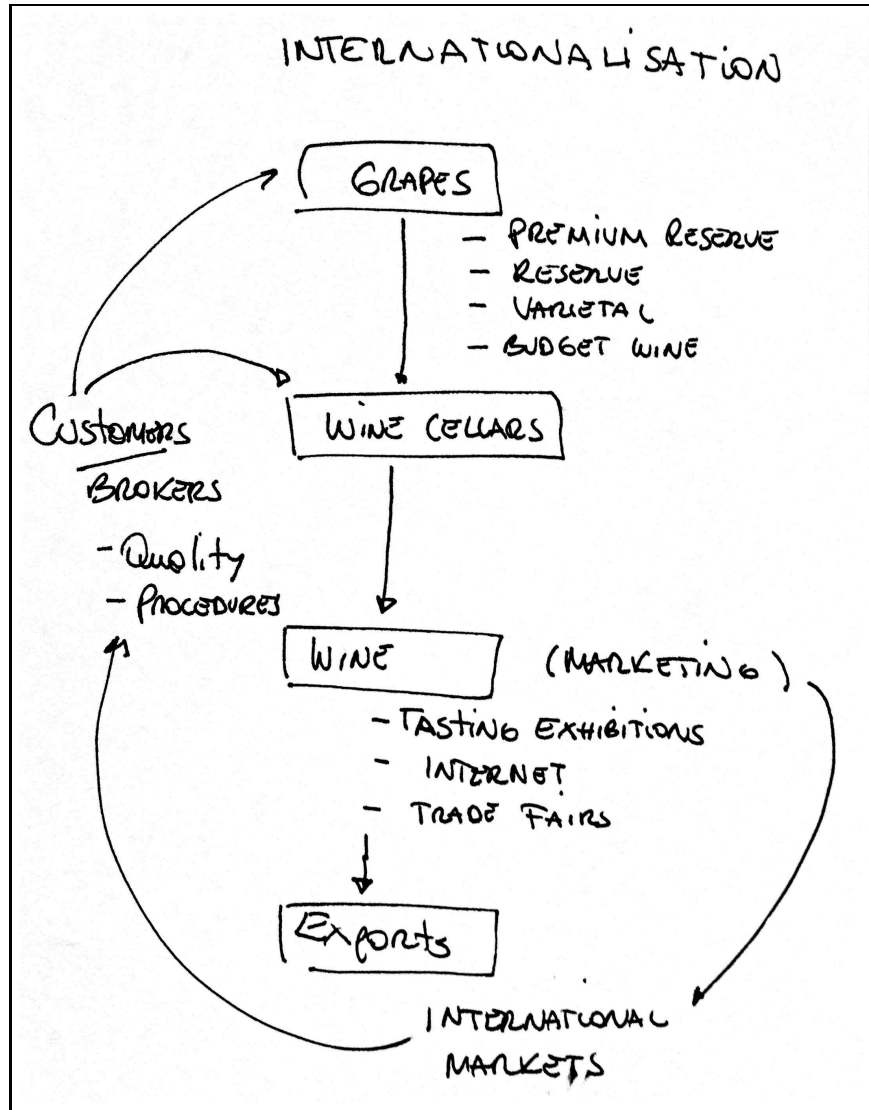 INTERNATIONALISATION
GRAPES
- PREMIUM RESERVE
- RESERVE
- VARIETAL
- BUDGET WINE
WINE CELLARS
Customers
BROKERS
- Quality
- PROCEDURES
WINE
(MARKETING)
- TASTING EXHIBITIONS
- INTERNET
- TRADE FAIRS
Exports
INTERNATIONAL
MARKETS